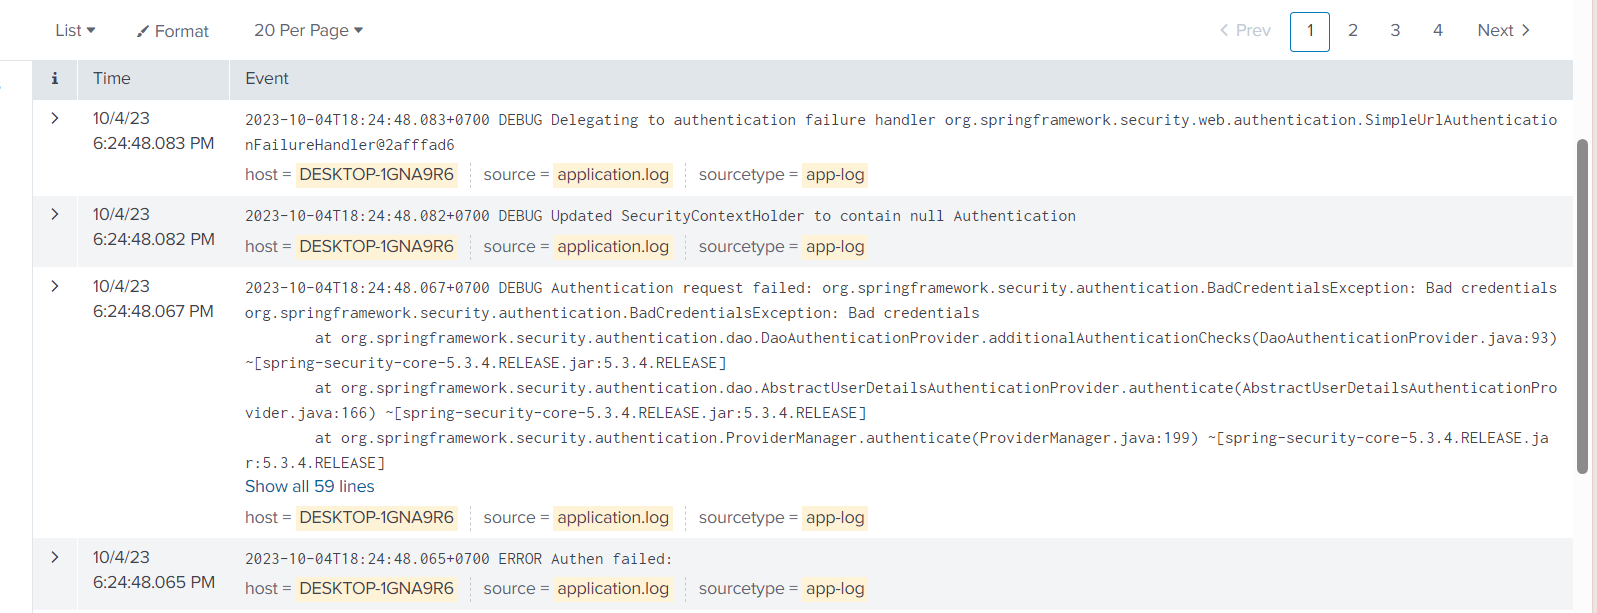 List Format 20 Per Page Prev 1 2 3 4 Next
i Time Event
10/4/23
6:24:48.083 PM
2023-10-04T18:24:48.083+0700 DEBUG Delegating to authentication failure handler org.springframework.security.web.authentication.SimpleUrlAuthenticatio
nFailureHandler@2afffad6
host = DESKTOP-1GNA9R6 source = application.log sourcetype = app-log
10/4/23
6:24:48.082 PM
2023-10-04T18:24:48.082+0700 DEBUG Updated SecurityContextHolder to contain null Authentication
host = DESKTOP-1GNA9R6 source = application.log sourcetype = app-log
10/4/23
6:24:48.067 PM
2023-10-04T18:24:48.067+0700 DEBUG Authentication request failed: org.springframework.security.authentication.BadCredentialsException: Bad credentials
org.springframework.security.authentication.BadCredentialsException: Bad credentials
at org.springframework.security.authentication.dao.DaoAuthenticationProvider.additionalAuthenticationChecks(DaoAuthenticationProvider.java:93)
~[spring-security-core-5.3.4.RELEASE.jar:5.3.4.RELEASE]
at org.springframework.security.authentication.dao.AbstractUserDetailsAuthenticationProvider.authenticate(AbstractUserDetailsAuthenticationPro
vider.java:166) ~[spring-security-core-5.3.4.RELEASE.jar:5.3.4.RELEASE]
at org.springframework.security.authentication.ProviderManager.authenticate(ProviderManager.java:199) ~[spring-security-core-5.3.4.RELEASE.ja
r:5.3.4.RELEASE]
Show all 59 lines
host = DESKTOP-1GNA9R6 source = application.log sourcetype = app-log
10/4/23
6:24:48.065 PM
2023-10-04T18:24:48.065+0700 ERROR Authen failed:
host = DESKTOP-1GNA9R6 source = application.log sourcetype = app-log